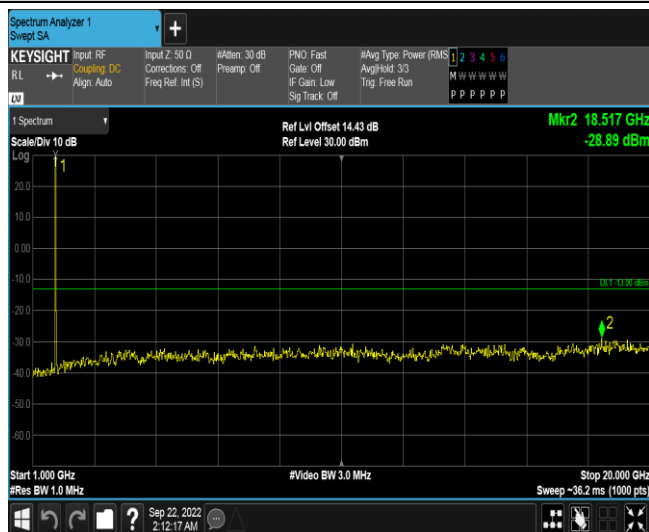 Spectrum Analyzer 1
Swept SA
+
KEYSIGHT Input: RF
RL Coupling: DC
Align: Auto
Input Z: 50 Ω
Corrections: Off
Freq Ref: Int (S)
#Atten: 30 dB
Preamp: Off
PNO: Fast
Gate: Off
IF Gain: Low
Sig Track: Off
#Avg Type: Power (RMS
Avg|Hold: 3/3
Trig: Free Run
1 2 3 4 5 6
M W W W W W
P P P P P P
LXI
1 Spectrum
Scale/Div 10 dB
Ref Lvl Offset 14.43 dB
Ref Level 30.00 dBm
Mkr2 18.517 GHz
-28.89 dBm
Log
1
20.0
10.0
0.00
-10.0
DL1 -13.00 dBm
-20.0
2
-30.0
-40.0
-50.0
-60.0
Start 1.000 GHz
#Video BW 3.0 MHz
Stop 20.000 GHz
#Res BW 1.0 MHz
Sweep ~36.2 ms (1000 pts)
?
Sep 22, 2022
2:12:17 AM